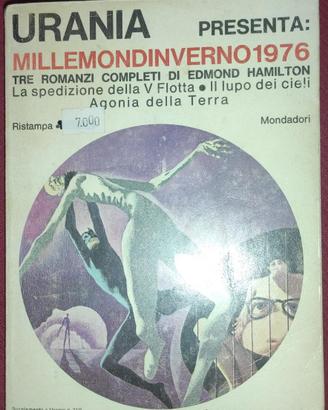 URANIA PRESENTA:
MILLEMONDINVERNO1976
TRE ROMANZI COMPLETI DI EDMOND HAMILTON
La spedizione della V Flotta ● Il lupo dei cieli
Agonia della Terra
Ristampa 7.000 Mondadori